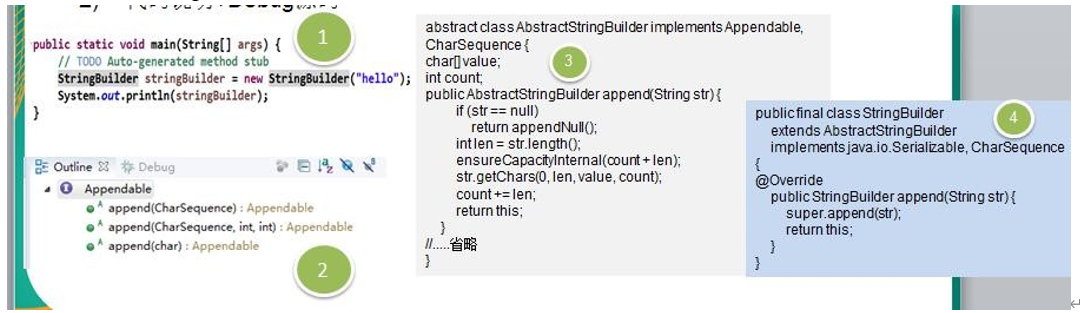 public static void main(String[] args) {
// TODO Auto-generated method stub
StringBuilder stringBuilder = new StringBuilder("hello");
System.out.println(stringBuilder);
}
1
Outline
Debug
Appendable
append(CharSequence) : Appendable
append(CharSequence, int, int) : Appendable
append(char) : Appendable
2
abstract class AbstractStringBuilder implements Appendable,
CharSequence {
char[] value;
int count;
public AbstractStringBuilder append(String str) {
if (str == null)
return appendNull();
int len = str.length();
ensureCapacityInternal(count + len);
str.getChars(0, len, value, count);
count += len;
return this;
}
//.....省略
}
3
public final class StringBuilder
extends AbstractStringBuilder
implements java.io.Serializable, CharSequence
{
@Override
public StringBuilder append(String str) {
super.append(str);
return this;
}
}
4